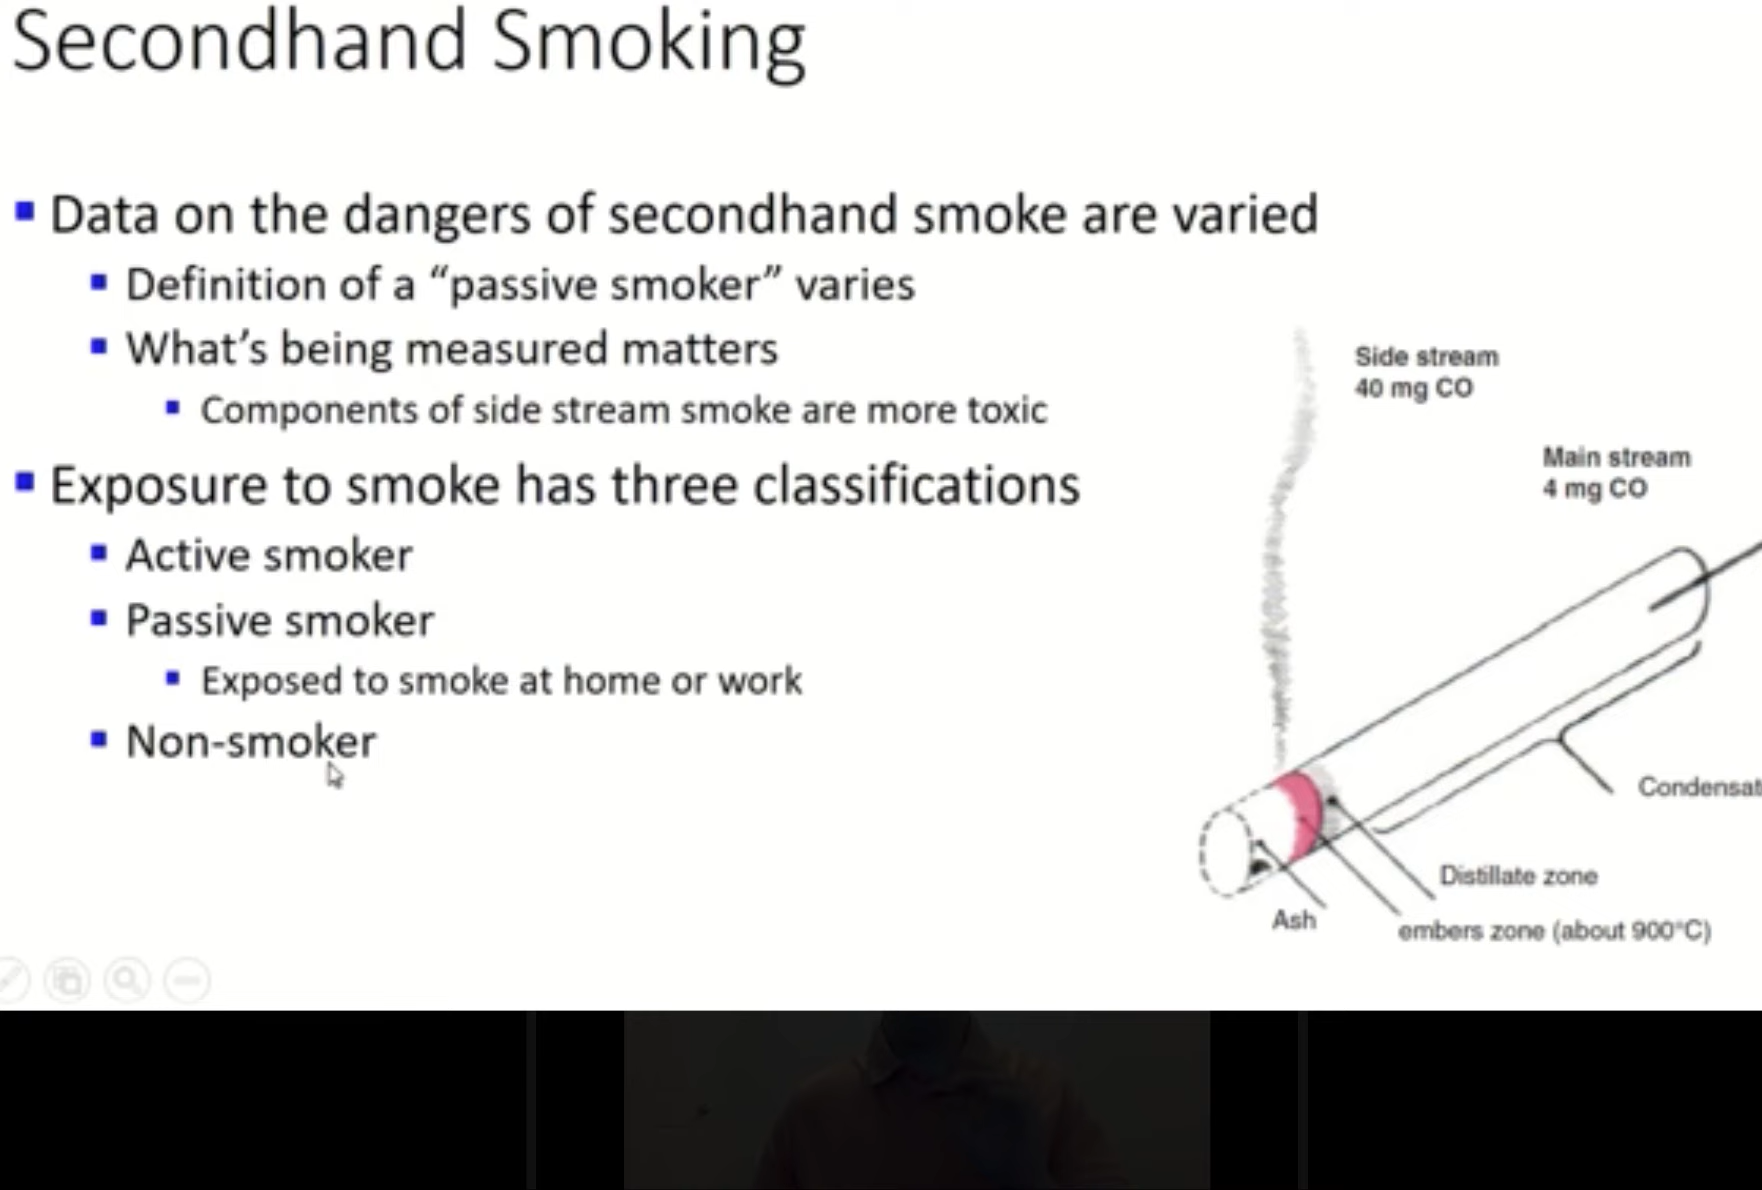 Secondhand Smoking
Data on the dangers of secondhand smoke are varied
Definition of a “passive smoker” varies
What’s being measured matters
Components of side stream smoke are more toxic
Exposure to smoke has three classifications
Active smoker
Passive smoker
Exposed to smoke at home or work
Non-smoker
Side stream
40 mg CO
Main stream
4 mg CO
Condensat
Distillate zone
Ash
embers zone (about 900°C)